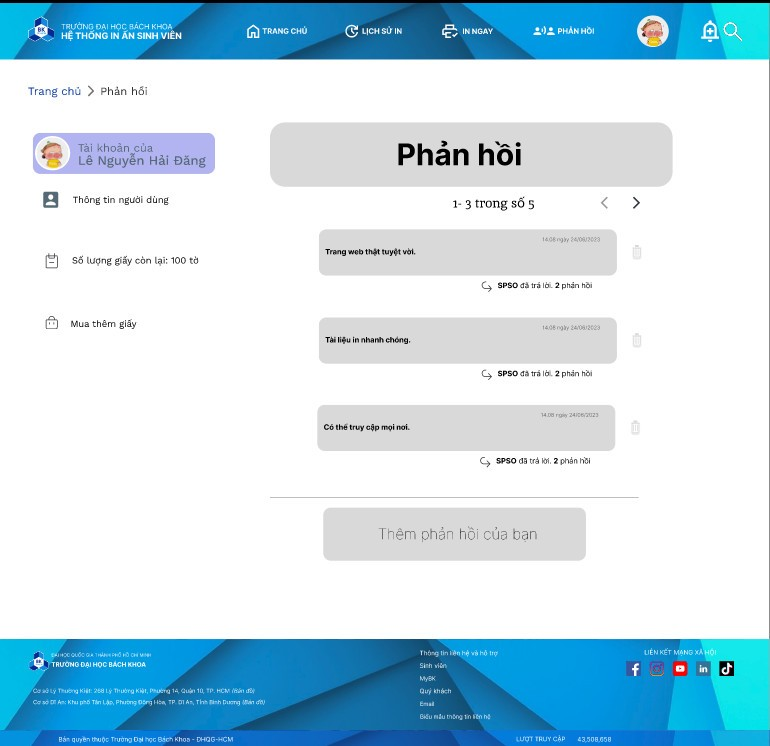 TRƯỜNG ĐẠI HỌC BÁCH KHOA
HỆ THỐNG IN ẤN SINH VIÊN
BK
TRANG CHỦ
LỊCH SỬ IN
IN NGAY
PHẢN HỒI
Trang chủ > Phản hồi
Tài khoản của
Lê Nguyễn Hải Đăng
Thông tin người dùng
Số lượng giấy còn lại: 100 tờ
Mua thêm giấy
Phản hồi
1- 3 trong số 5
14:08 ngày 24/08/2023
Trang web thật tuyệt vời.
SPSO đã trả lời. 2 phản hồi
14:08 ngày 24/08/2023
Tài liệu in nhanh chóng.
SPSO đã trả lời. 2 phản hồi
14:08 ngày 24/08/2023
Có thể truy cập mọi nơi.
SPSO đã trả lời. 2 phản hồi
Thêm phản hồi của bạn
ĐẠI HỌC QUỐC GIA THÀNH PHỐ HỒ CHÍ MINH
TRƯỜNG ĐẠI HỌC BÁCH KHOA
BK
Cơ sở Lý Thường Kiệt: 268 Lý Thường Kiệt, Phường 14, Quận 10, TP. HCM (Bản đồ)
Cơ sở Dĩ An: Khu phố Tân Lập, Phường Đông Hòa, TP. Dĩ An, Tỉnh Bình Dương (Bản đồ)
Thông tin liên hệ và hỗ trợ
Sinh viên
MyBK
Quý khách
Email
Giểu mẫu thông tin liên hệ
LIÊN KẾT MẠNG XÃ HỘI
Bản quyền thuộc Trường Đại học Bách Khoa - ĐHQG-HCM
LƯỢT TRUY CẬP 43,508,658